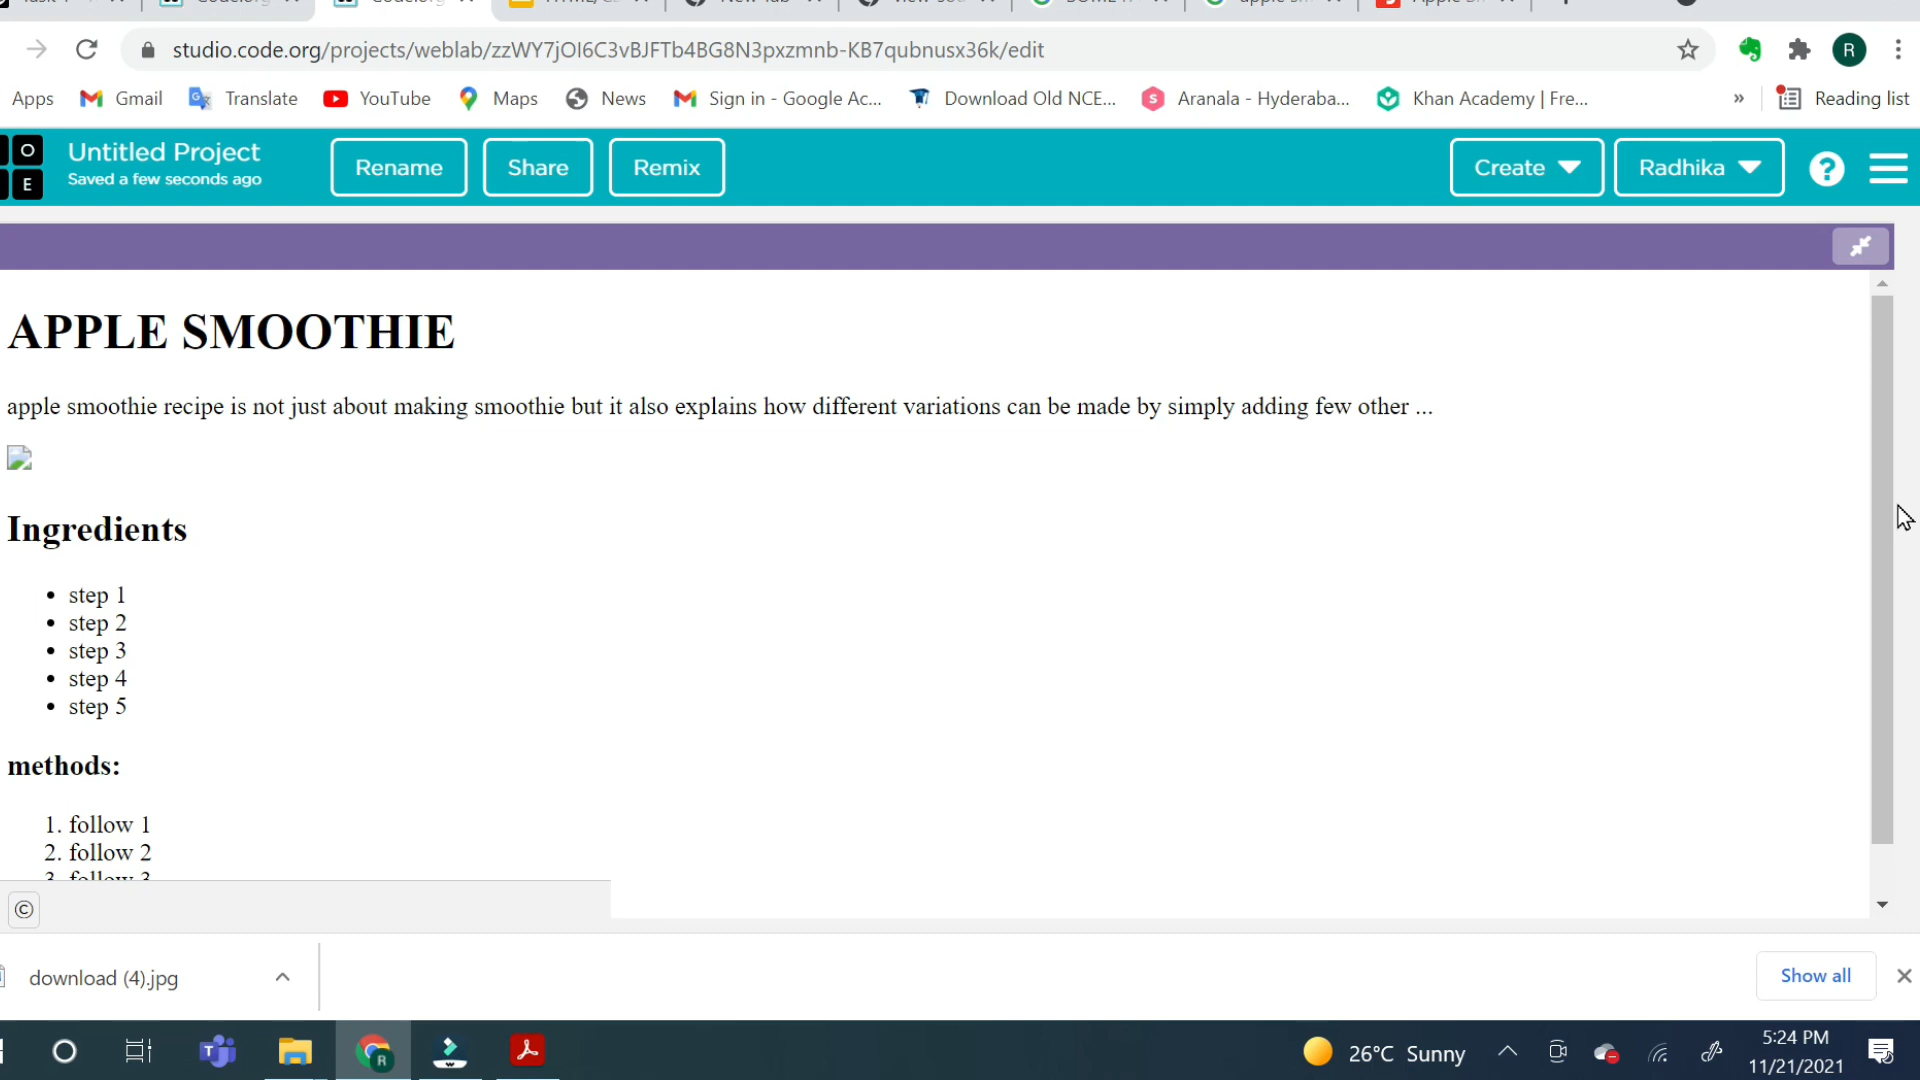 studio.code.org/projects/weblab/zzWY7jOl6C3vBJFTb4BG8N3pxzmnb-KB7qubnusx36k/edit
R
Apps Gmail Translate YouTube Maps News Sign in - Google Ac... Download Old NCE... Aranala - Hyderaba... Khan Academy | Fre... » Reading list
O
E
Untitled Project
Saved a few seconds ago
Rename Share Remix Create Radhika ?
APPLE SMOOTHIE
apple smoothie recipe is not just about making smoothie but it also explains how different variations can be made by simply adding few other ...
Ingredients
• step 1
• step 2
• step 3
• step 4
• step 5
methods:
1. follow 1
2. follow 2
3. follow 3
©
download (4).jpg
Show all
26°C Sunny
5:24 PM
11/21/2021